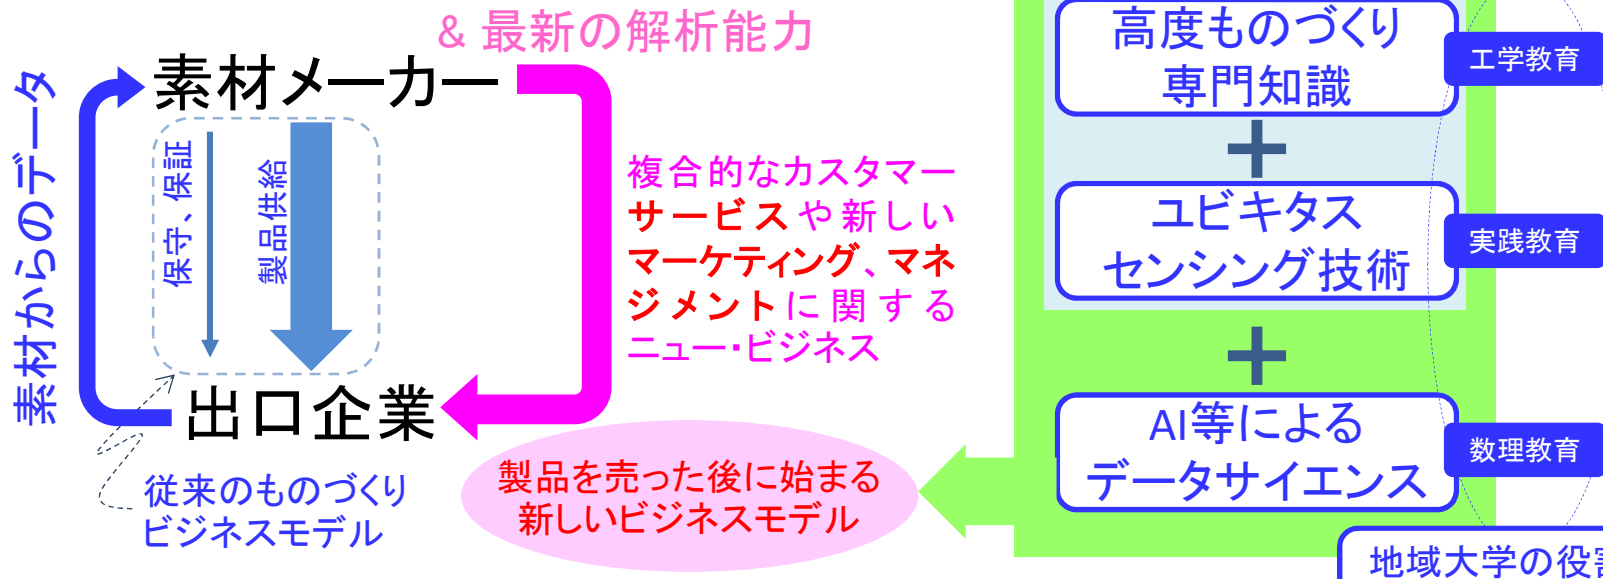 & 最新の解析能力
素材メーカー
素材からのデータ
保守、保証
製品供給
複合的なカスタマー
サービスや新しい
マーケティング、マネ
ジメントに関する
ニュー・ビジネス
出口企業
従来のものづくり
ビジネスモデル
製品を売った後に始まる
新しいビジネスモデル
高度ものづくり
専門知識
工学教育
+
ユビキタス
センシング技術
実践教育
+
AI等による
データサイエンス
数理教育
地域大学の役割